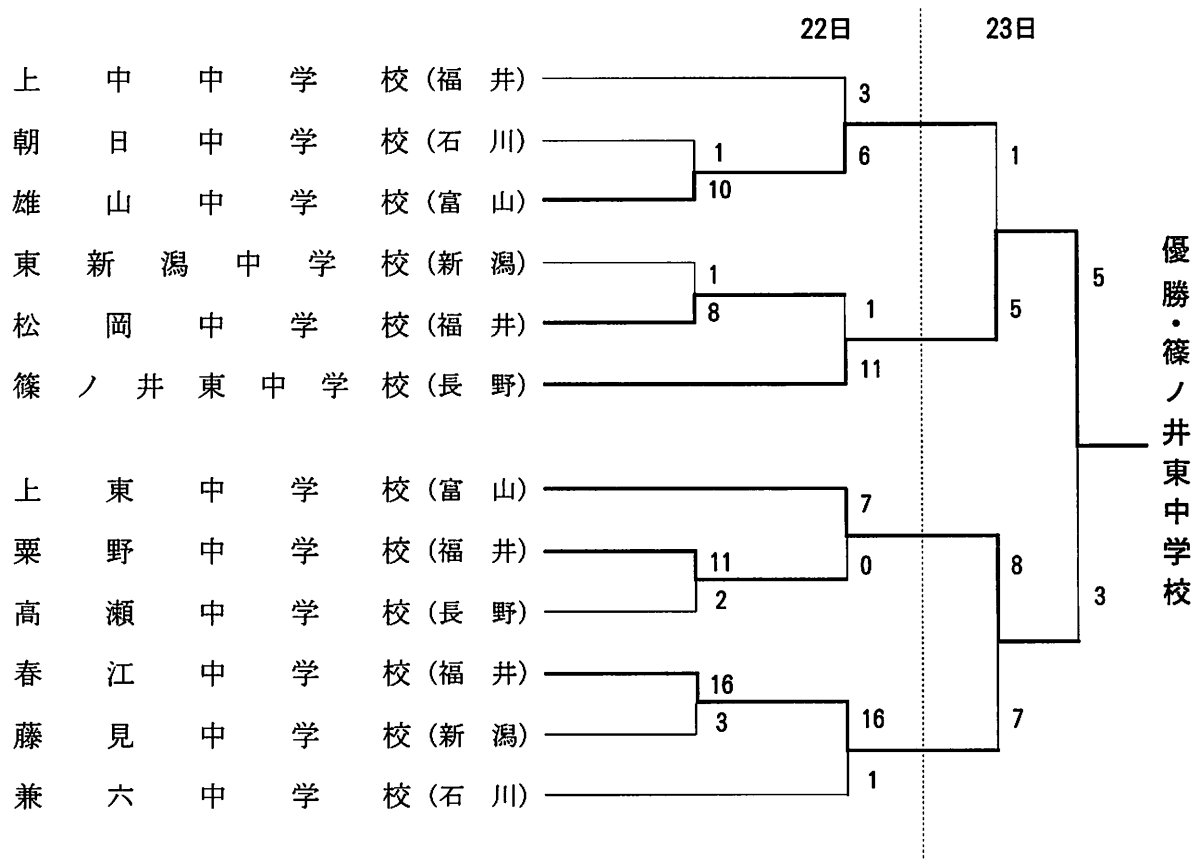 22日 23日
上中中学校(福井)
3
朝日中学校(石川)
1 6 1
雄山中学校(富山)
10
東新潟中学校(新潟)
1 5
松岡中学校(福井)
8 1 5
篠ノ井東中学校(長野)
11
優勝・篠ノ井東中学校
上東中学校(富山)
7
粟野中学校(福井)
11 0 8
高瀬中学校(長野)
2 3
春江中学校(福井)
16
藤見中学校(新潟)
3 16 7
兼六中学校(石川)
1